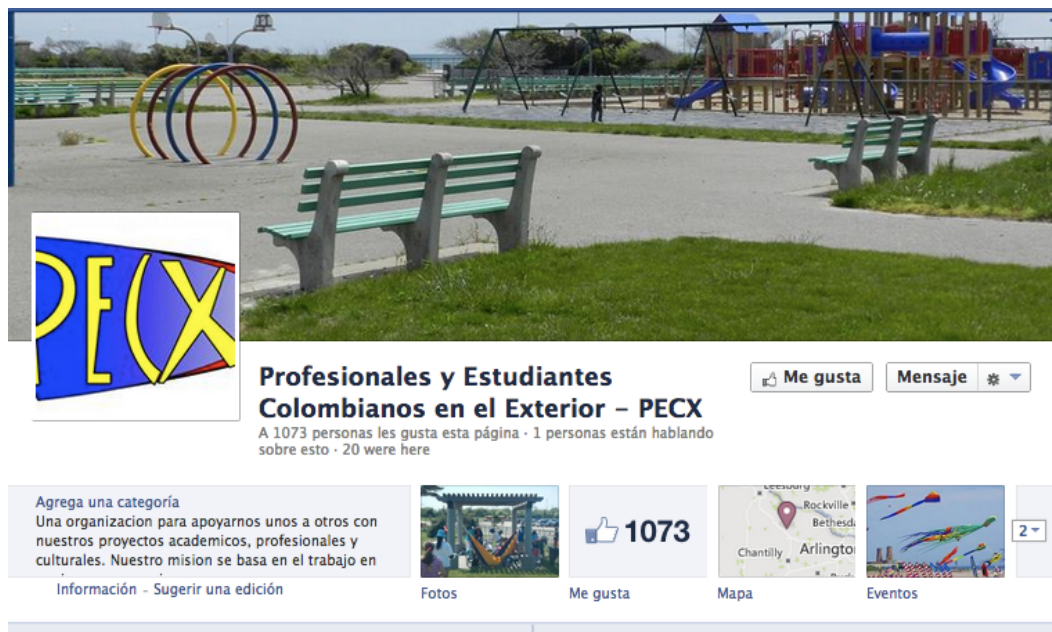 PECX
Profesionales y Estudiantes
Colombianos en el Exterior – PECX
A 1073 personas les gusta esta página · 1 personas están hablando
sobre esto · 20 were here
Me gusta
Mensaje
Agrega una categoría
Una organizacion para apoyarnos unos a otros con
nuestros proyectos academicos, profesionales y
culturales. Nuestro mision se basa en el trabajo en
Información – Sugerir una edición
Fotos
1073
Me gusta
Leesburg
Rockville
Bethesda
Chantilly
Arlington
Mapa
Eventos
2